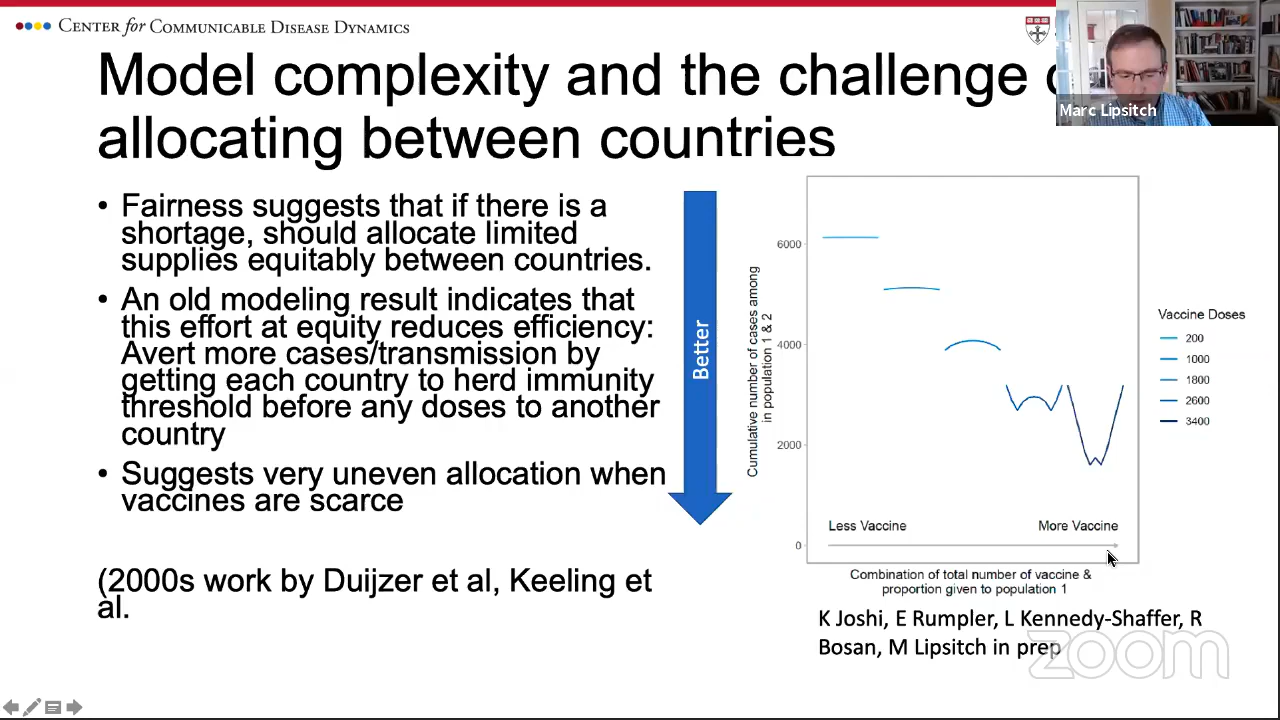 CENTER for COMMUNICABLE DISEASE DYNAMICS
Model complexity and the challenge
allocating between countries
Marc Lipsitch
• Fairness suggests that if there is a
shortage, should allocate limited
supplies equitably between countries.
• An old modeling result indicates that
this effort at equity reduces efficiency:
Avert more cases/transmission by
getting each country to herd immunity
threshold before any doses to another
country
• Suggests very uneven allocation when
vaccines are scarce
(2000s work by Duijzer et al, Keeling et
al.
Better
Cumulative number of cases among
in population 1 & 2
6000
4000
2000
0
Less Vaccine
More Vaccine
Combination of total number of vaccine &
proportion given to population 1
Vaccine Doses
200
1000
1800
2600
3400
K Joshi, E Rumpler, L Kennedy-Shaffer, R
Bosan, M Lipsitch in prep
zoom